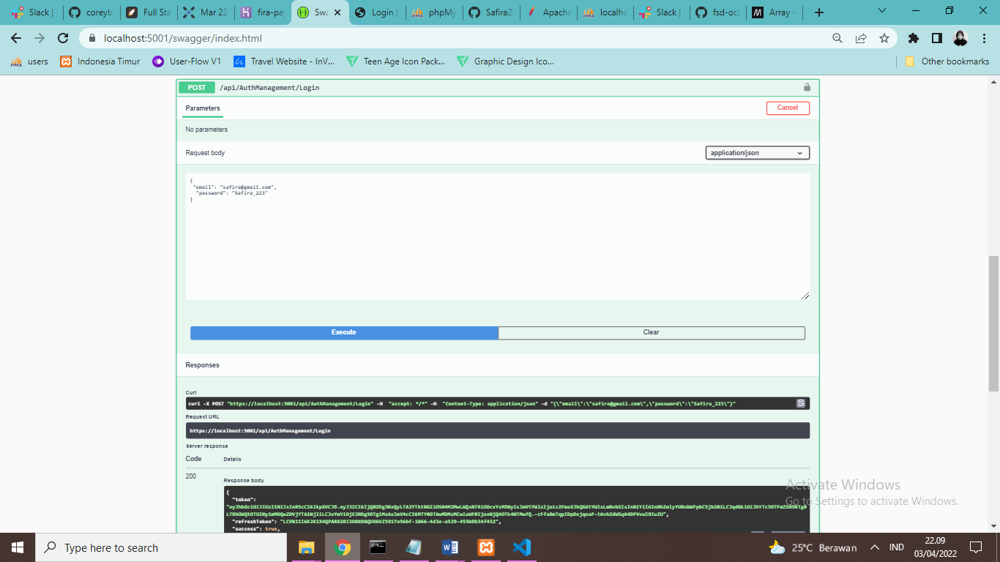 Slack |
coreyb
Full Sta
Mar 22
fira-pay
Swa
Login |
phpMy
Safira2
Apache
localho
Slack |
fsd-ocl
Array -
localhost:5001/swagger/index.html
users
Indonesia Timur
User-Flow V1
Travel Website - InV...
Teen Age Icon Pack...
Graphic Design Ico...
Other bookmarks
POST /api/AuthManagement/Login
Parameters
Cancel
No parameters
Request body
application/json
{
"email": "safira@gmail.com",
"password": "Safira_223"
}
Execute
Clear
Responses
Curl
curl -X POST "https://localhost:5001/api/AuthManagement/Login" -H "accept: */*" -H "Content-Type: application/json" -d "{\"email\":\"safira@gmail.com\",\"password\":\"Safira_223\"}"
Request URL
https://localhost:5001/api/AuthManagement/Login
Server response
Code Details
200
Response body
{
"token":
"refreshToken":
"success": true,
Activate Windows
Go to Settings to activate Windows.
Type here to search
25°C Berawan
IND
22.09
03/04/2022